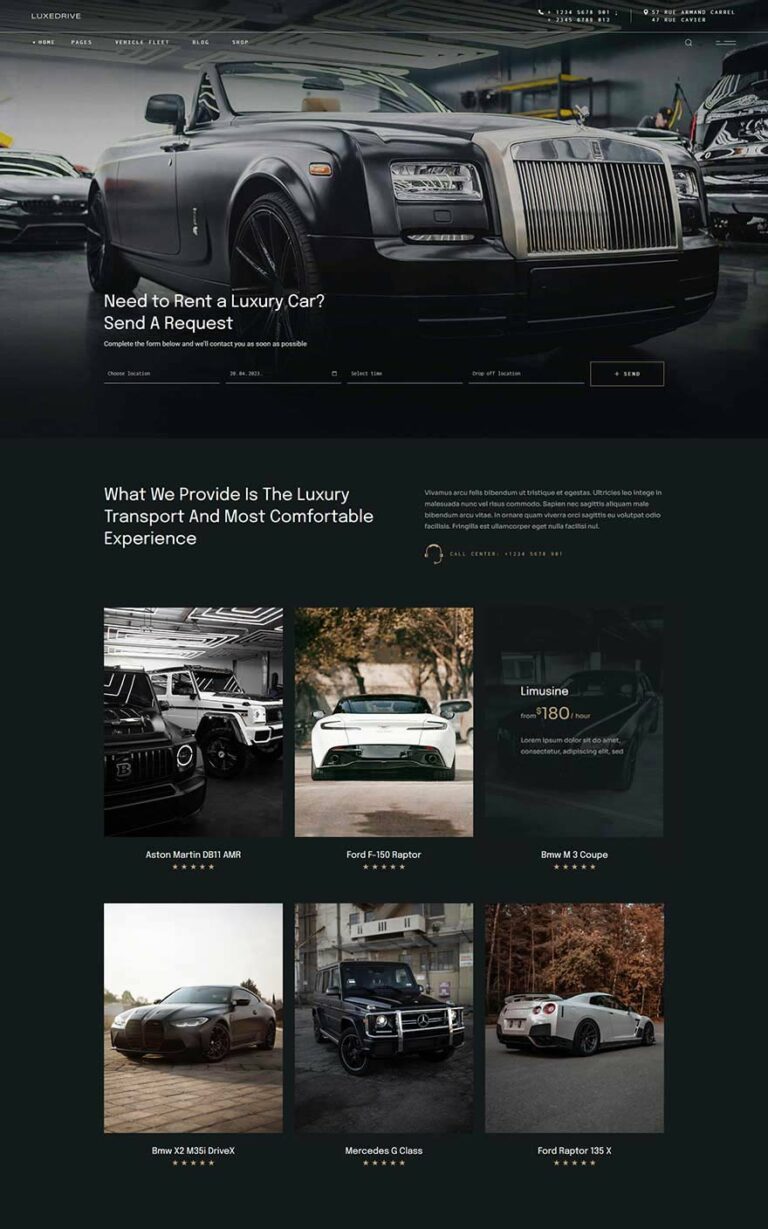 LUXEDRIVE
+ 1234 5678 901 ;
+ 2345 6789 012
57 RUE ARMAND CARREL
47 RUE CAVIER
HOME PAGES VEHICLE FLEET BLOG SHOP
Need to Rent a Luxury Car?
Send A Request
Complete the form below and we'll contact you as soon as possible
Choose location 20.04.2023. Select time Drop off location + SEND
What We Provide Is The Luxury
Transport And Most Comfortable
Experience
Vivamus arcu felis bibendum ut tristique et egestas. Ultricies leo intege in
malesuada nunc vel risus commodo. Sapien nec sagittis aliquam male
bibendum arcu vitae. In ornare quam viverra orci sagittis eu volutpat odio
facilisis. Fringilla est ullamcorper eget nulla facilisi nul.
CALL CENTER: +1234 5678 901
Limusine
from $180 / hour
Lorem ipsum dolor sit do amet,
consectetur, adipiscing elit, sed
Aston Martin DB11 AMR Ford F-150 Raptor Bmw M 3 Coupe
Bmw X2 M35i DriveX Mercedes G Class Ford Raptor 135 X